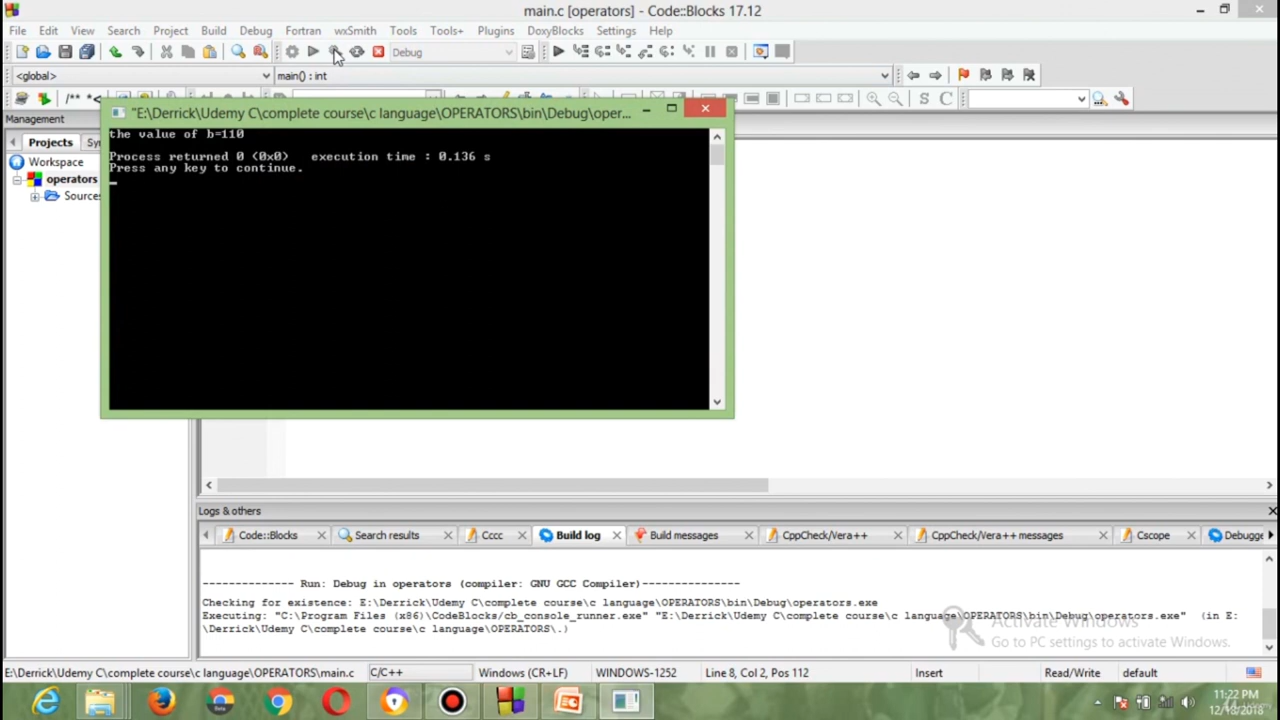 main.c [operators] - Code::Blocks 17.12
File Edit View Search Project Build Debug Fortran wxSmith Tools Tools+ Plugins DoxyBlocks Settings Help
Debug
<global> main() : int
/** *<
S C
Management
"E:\Derrick\Udemy C\complete course\c language\OPERATORS\bin\Debug\oper...
the value of b=110
Process returned 0 (0x0) execution time : 0.136 s
Press any key to continue.
Projects Sy
Workspace
operators
Sources
Logs & others
Code::Blocks Search results Cccc Build log Build messages CppCheck/Vera++ CppCheck/Vera++ messages Cscope Debugge
-------------- Run: Debug in operators (compiler: GNU GCC Compiler)---------------
Checking for existence: E:\Derrick\Udemy C\complete course\c language\OPERATORS\bin\Debug\operators.exe
Executing: "C:\Program Files (x86)\CodeBlocks/cb_console_runner.exe" "E:\Derrick\Udemy C\complete course\c language\OPERATORS\bin\Debug\operators.exe" (in E:
\Derrick\Udemy C\complete course\c language\OPERATORS\.)
Activate Windows
Go to PC settings to activate Windows.
E:\Derrick\Udemy C\complete course\c language\OPERATORS\main.c C/C++ Windows (CR+LF) WINDOWS-1252 Line 8, Col 2, Pos 112 Insert Read/Write default
11:22 PM